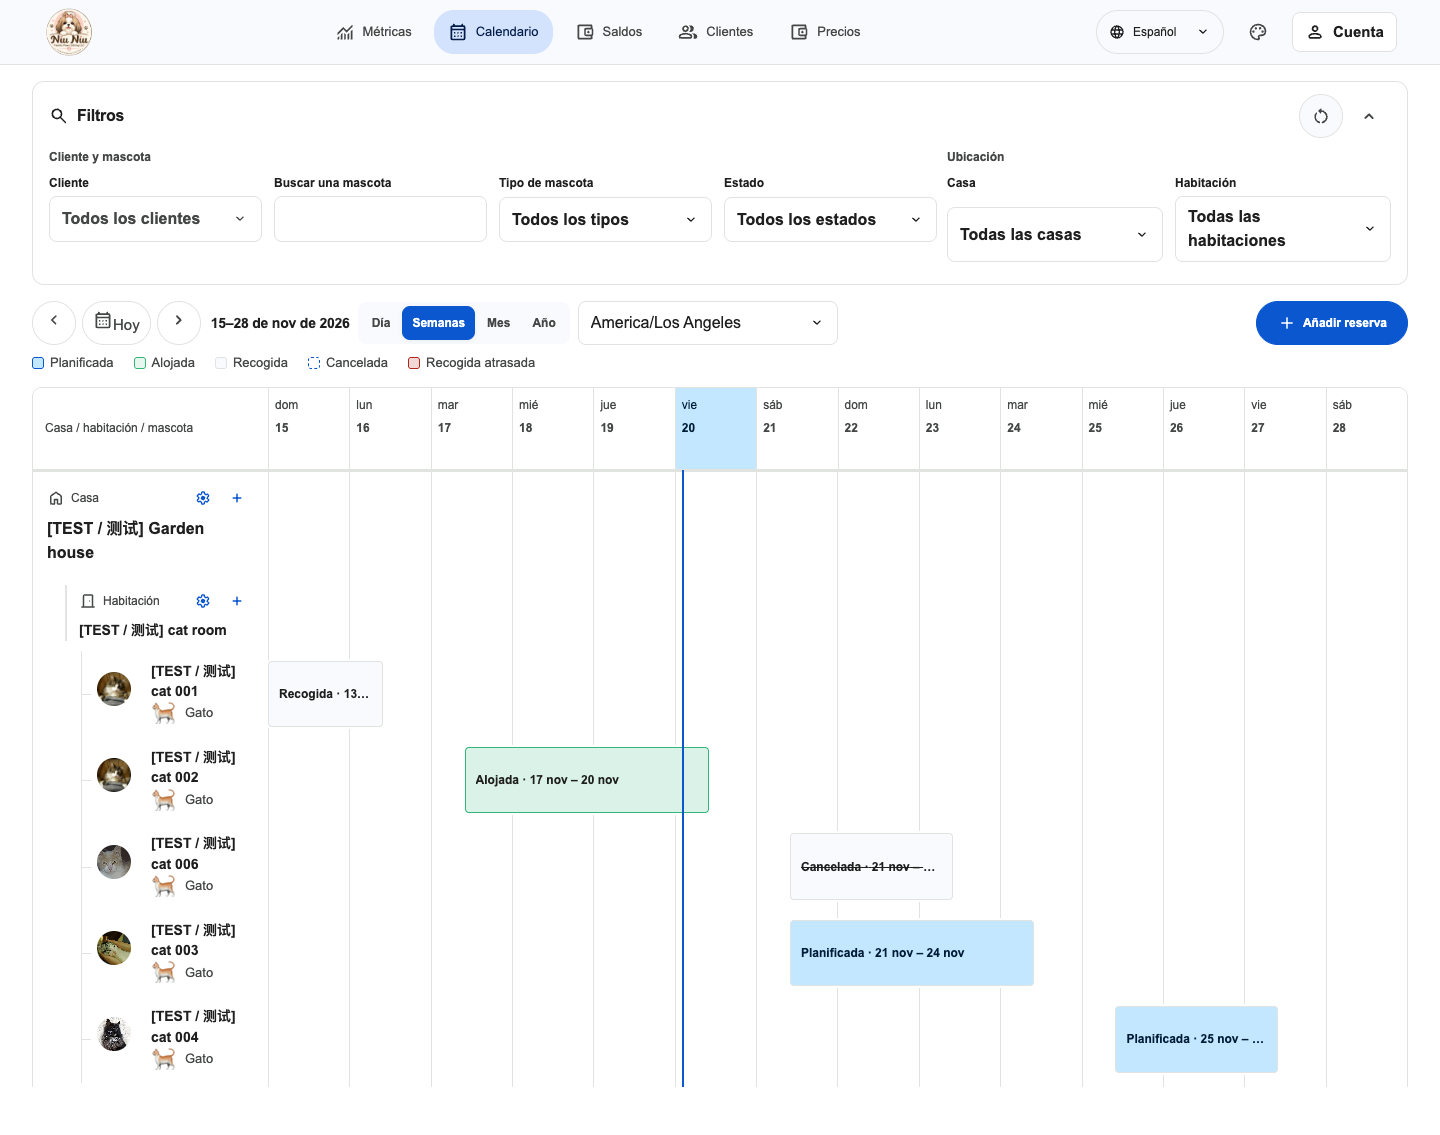 Niu Niu
Métricas
Calendario
Saldos
Clientes
Precios
Español
Cuenta
Filtros
Cliente y mascota
Ubicación
Cliente
Buscar una mascota
Tipo de mascota
Estado
Casa
Habitación
Todos los clientes
Todos los tipos
Todos los estados
Todas las casas
Todas las
habitaciones
Hoy
15–28 de nov de 2026
Día
Semanas
Mes
Año
America/Los Angeles
Añadir reserva
Planificada
Alojada
Recogida
Cancelada
Recogida atrasada
Casa / habitación / mascota
dom
15
lun
16
mar
17
mié
18
jue
19
vie
20
sáb
21
dom
22
lun
23
mar
24
mié
25
jue
26
vie
27
sáb
28
Casa
[TEST / 测试] Garden
house
Habitación
[TEST / 测试] cat room
[TEST / 测试]
cat 001
Gato
Recogida · 13…
[TEST / 测试]
cat 002
Gato
Alojada · 17 nov – 20 nov
[TEST / 测试]
cat 006
Gato
Cancelada · 21 nov – …
[TEST / 测试]
cat 003
Gato
Planificada · 21 nov – 24 nov
[TEST / 测试]
cat 004
Gato
Planificada · 25 nov – …